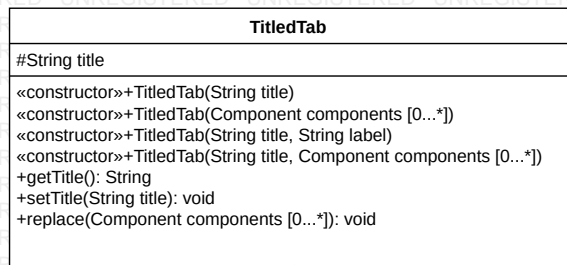 TitledTab
#String title
«constructor»+TitledTab(String title)
«constructor»+TitledTab(Component components [0...*])
«constructor»+TitledTab(String title, String label)
«constructor»+TitledTab(String title, Component components [0...*])
+getTitle(): String
+setTitle(String title): void
+replace(Component components [0...*]): void